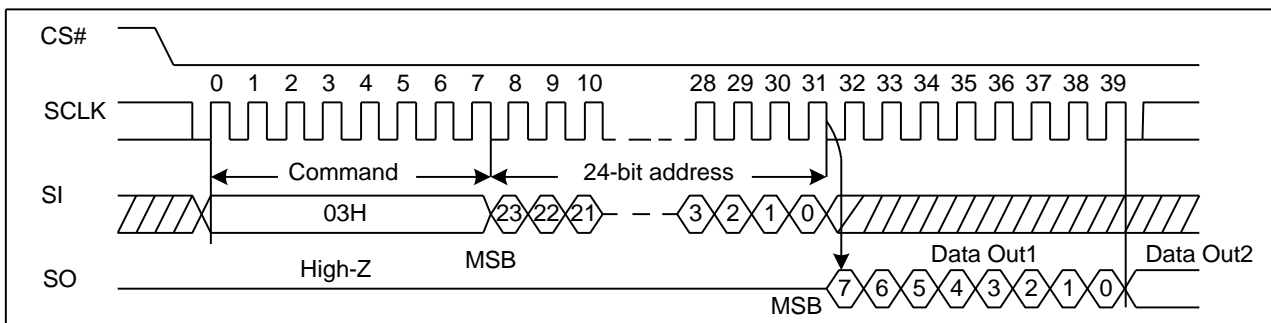 CS#
0 1 2 3 4 5 6 7 8 9 10 28 29 30 31 32 33 34 35 36 37 38 39
SCLK
Command 24-bit address
SI 03H 23 22 21 3 2 1 0
High-Z MSB Data Out1 Data Out2
SO MSB 7 6 5 4 3 2 1 0